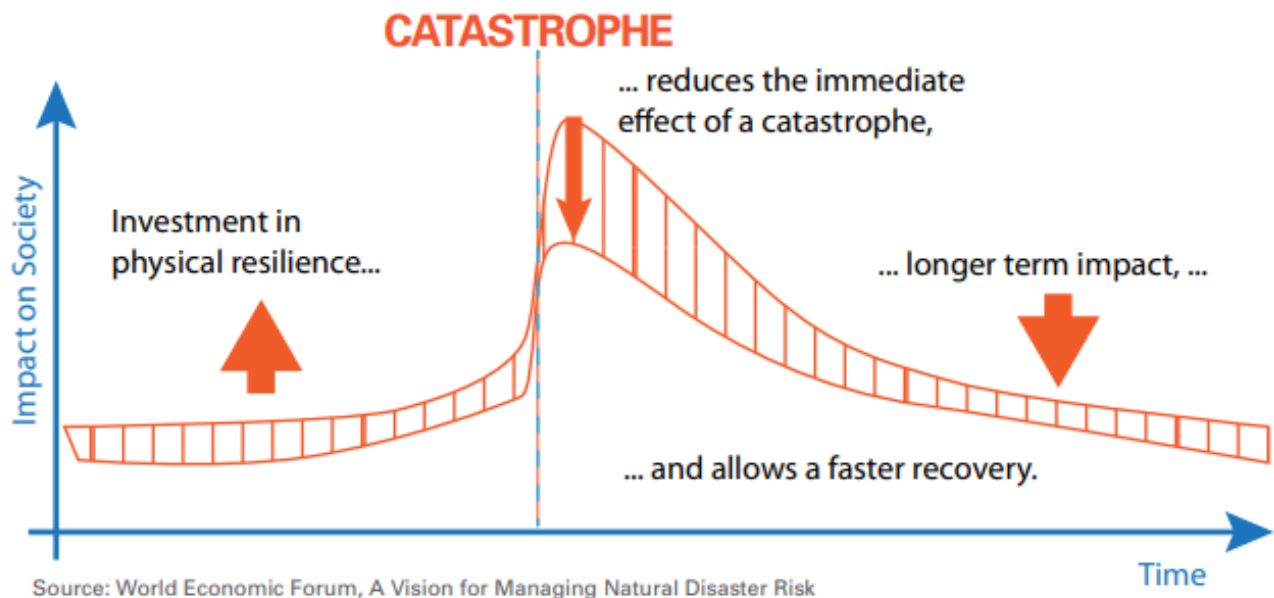 CATASTROPHE
... reduces the immediate
effect of a catastrophe,
Investment in
physical resilience...
... longer term impact, ...
... and allows a faster recovery.
Impact on Society
Time
Source: World Economic Forum, A Vision for Managing Natural Disaster Risk